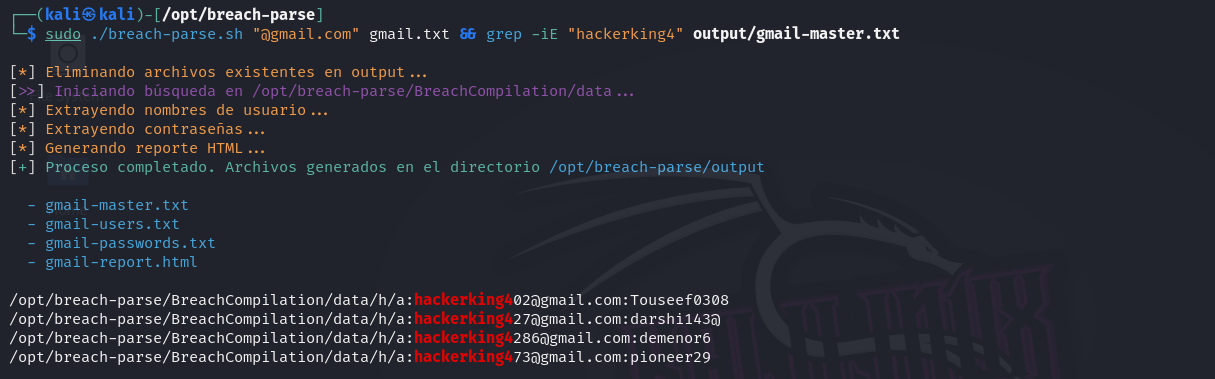 ┌──(kali㉿kali)-[/opt/breach-parse]
└─$ sudo ./breach-parse.sh "@gmail.com" gmail.txt && grep -iE "hackerking4" output/gmail-master.txt
[*] Eliminando archivos existentes en output...
[>>] Iniciando búsqueda en /opt/breach-parse/BreachCompilation/data...
[*] Extrayendo nombres de usuario...
[*] Extrayendo contraseñas...
[*] Generando reporte HTML...
[+] Proceso completado. Archivos generados en el directorio /opt/breach-parse/output
- gmail-master.txt
- gmail-users.txt
- gmail-passwords.txt
- gmail-report.html
/opt/breach-parse/BreachCompilation/data/h/a:hackerking402@gmail.com:Touseef0308
/opt/breach-parse/BreachCompilation/data/h/a:hackerking427@gmail.com:darshi143@
/opt/breach-parse/BreachCompilation/data/h/a:hackerking4286@gmail.com:demenor6
/opt/breach-parse/BreachCompilation/data/h/a:hackerking473@gmail.com:pioneer29